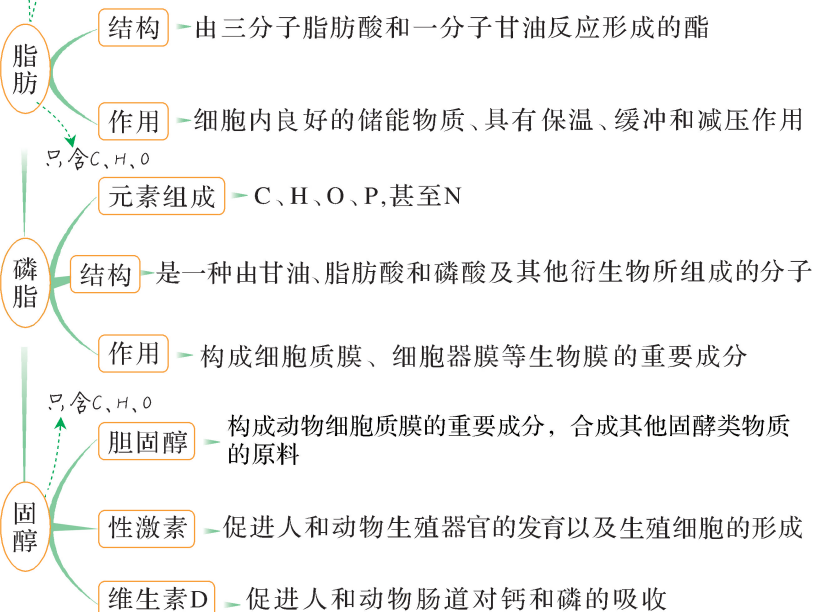 脂肪
结构
由三分子脂肪酸和一分子甘油反应形成的酯
作用
细胞内良好的储能物质、具有保温、缓冲和减压作用
只含C、H、O
磷脂
元素组成
C、H、O、P,甚至N
结构
是一种由甘油、脂肪酸和磷酸及其他衍生物所组成的分子
作用
构成细胞质膜、细胞器膜等生物膜的重要成分
只含C、H、O
固醇
胆固醇
构成动物细胞质膜的重要成分，合成其他固酵类物质
的原料
性激素
促进人和动物生殖器官的发育以及生殖细胞的形成
维生素D
促进人和动物肠道对钙和磷的吸收